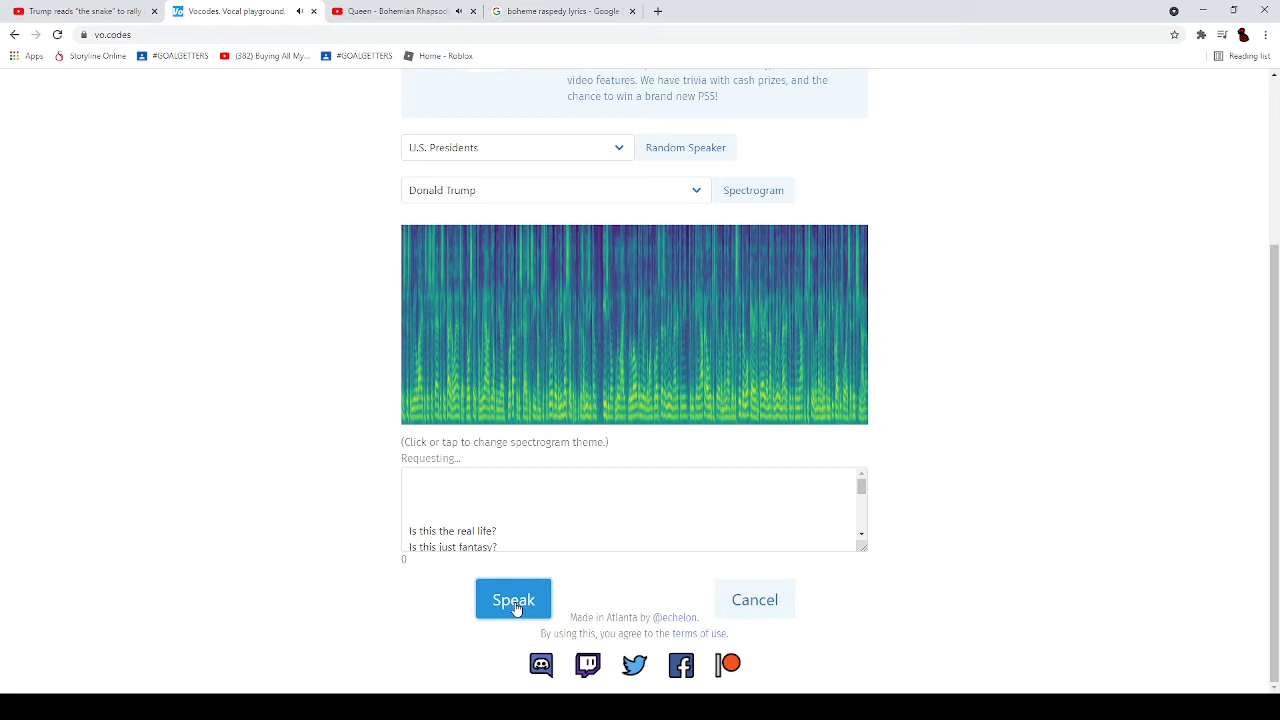 Trump reads "the snake" to rally
Vocodes. Vocal playground.
Queen - Bohemian Rhapsod
boheme raspedy lyrics - Google
vo.codes
Apps
Storyline Online
#GOALGETTERS
(382) Buying All My...
#GOALGETTERS
Home - Roblox
Reading list
video features. We have trivia with cash prizes, and the
chance to win a brand new PS5!
U.S. Presidents
Random Speaker
Donald Trump
Spectrogram
(Click or tap to change spectrogram theme.)
Requesting...
Is this the real life?
Is this just fantasy?
0
Speak
Cancel
Made in Atlanta by @echelon.
By using this, you agree to the terms of use.